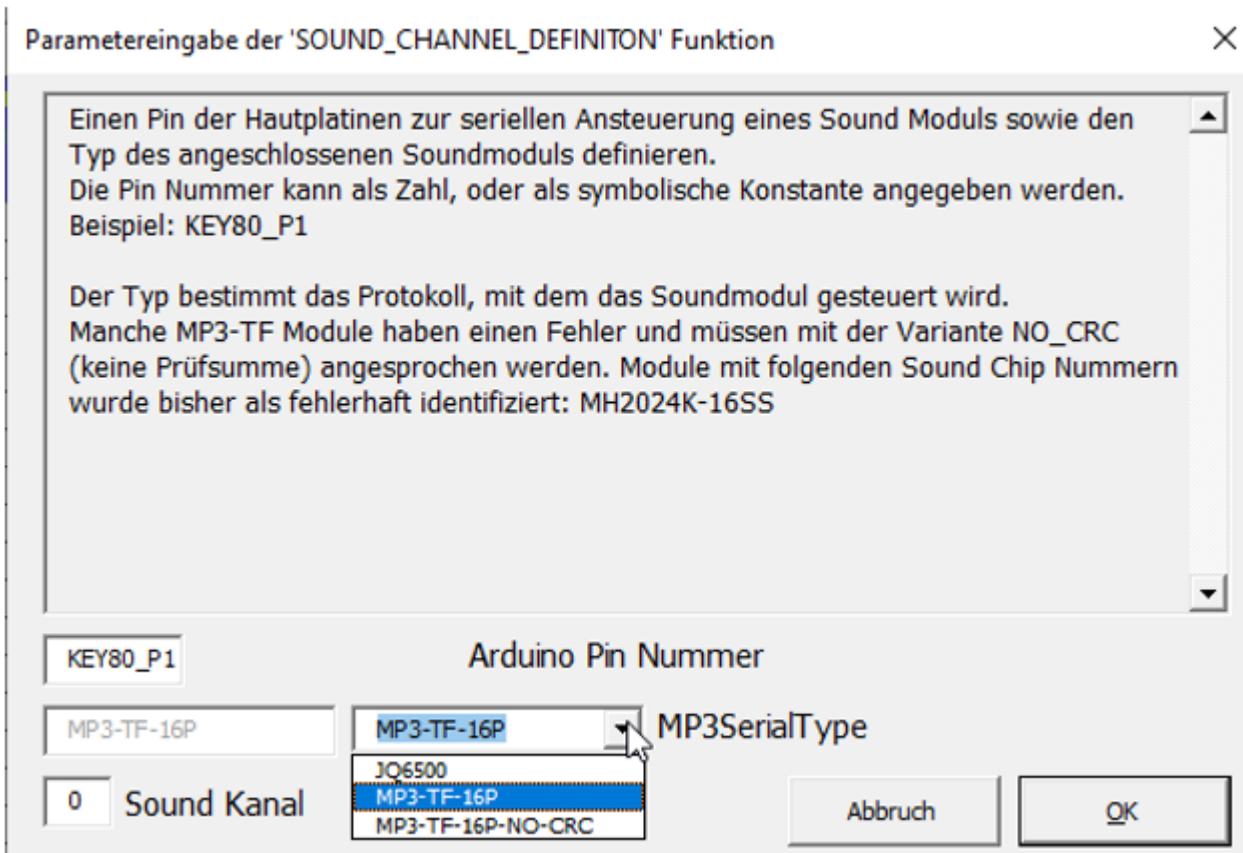 Parametereingabe der 'SOUND_CHANNEL_DEFINITON' Funktion
Einen Pin der Hautplatinen zur seriellen Ansteuerung eines Sound Moduls sowie den
Typ des angeschlossenen Soundmoduls definieren.
Die Pin Nummer kann als Zahl, oder als symbolische Konstante angegeben werden.
Beispiel: KEY80_P1
Der Typ bestimmt das Protokoll, mit dem das Soundmodul gesteuert wird.
Manche MP3-TF Module haben einen Fehler und müssen mit der Variante NO_CRC
(keine Prüfsumme) angesprochen werden. Module mit folgenden Sound Chip Nummern
wurde bisher als fehlerhaft identifiziert: MH2024K-16SS
KEY80_P1 Arduino Pin Nummer
MP3-TF-16P MP3-TF-16P MP3SerialType
JQ6500
MP3-TF-16P
MP3-TF-16P-NO-CRC
0 Sound Kanal
Abbruch OK